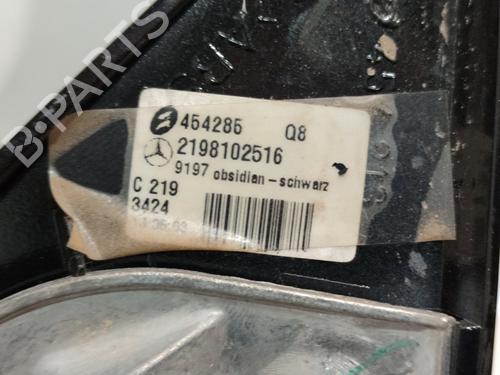 B-PARTS
454285 Q8
2198102516
9197 obsidian-schwarz
C 219
3424